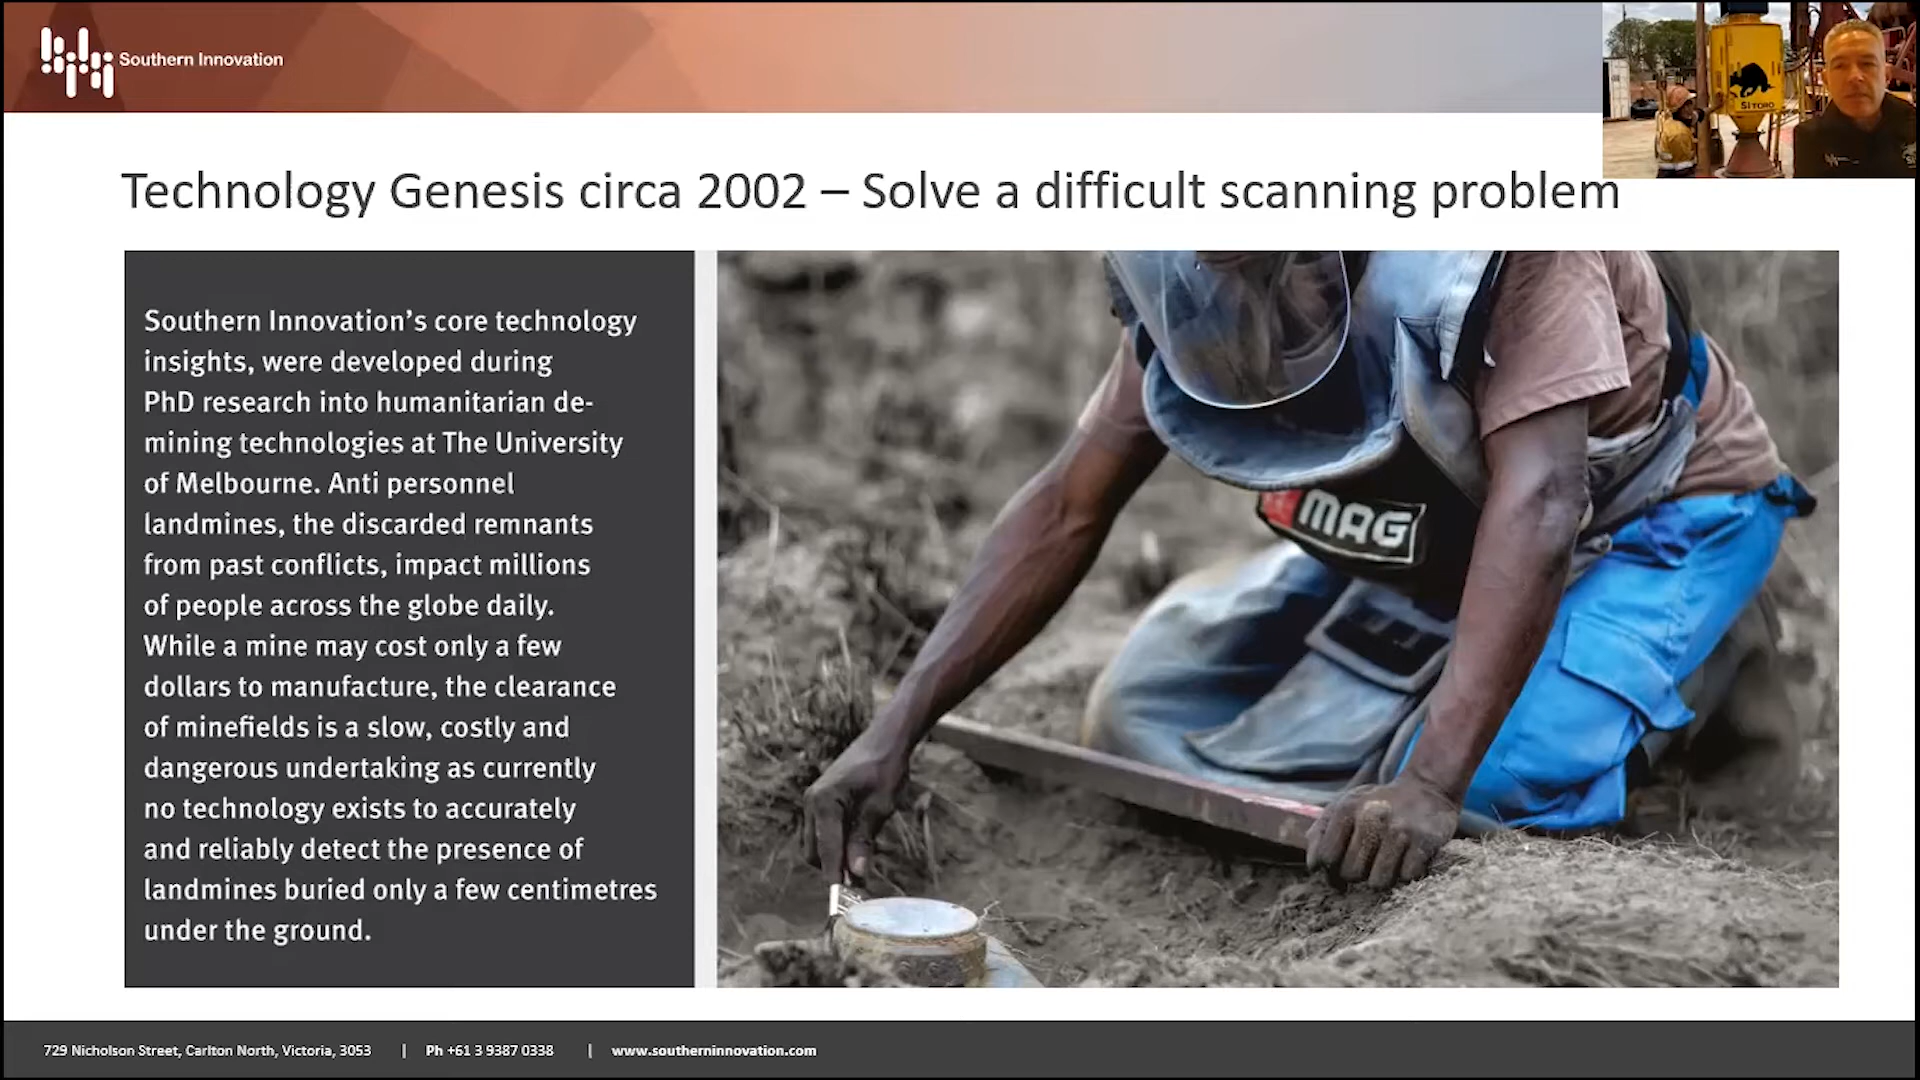 Southern Innovation
SITORO
Technology Genesis circa 2002 – Solve a difficult scanning problem
Southern Innovation's core technology
insights, were developed during
PhD research into humanitarian de-
mining technologies at The University
of Melbourne. Anti personnel
landmines, the discarded remnants
from past conflicts, impact millions
of people across the globe daily.
While a mine may cost only a few
dollars to manufacture, the clearance
of minefields is a slow, costly and
dangerous undertaking as currently
no technology exists to accurately
and reliably detect the presence of
landmines buried only a few centimetres
under the ground.
MAG
729 Nicholson Street, Carlton North, Victoria, 3053 | Ph +61 3 9387 0338 | www.southerninnovation.com